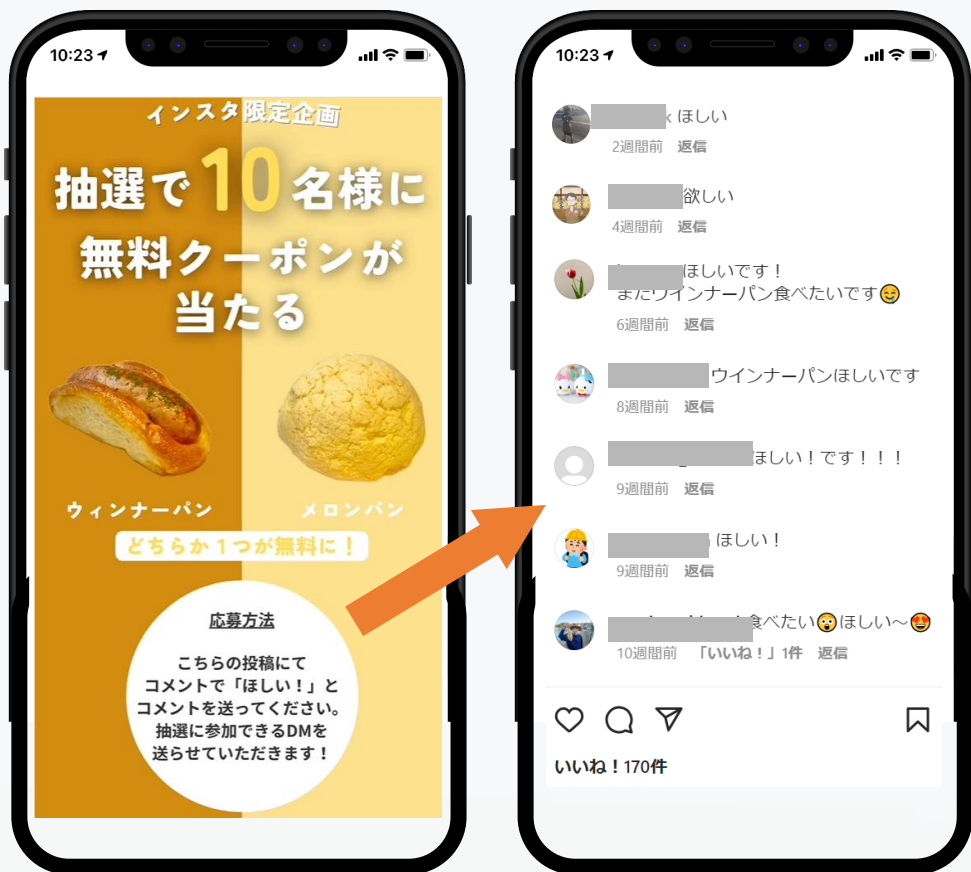 10:23
インスタ限定企画
抽選で10名様に
無料クーポンが
当たる
ウィンナーパン
メロンパン
どちらか1つが無料に!
応募方法
こちらの投稿にて
コメントで「ほしい!」と
コメントを送ってください。
抽選に参加できるDMを
送らせていただきます!
10:23
ほしい
2週間前 返信
欲しい
4週間前 返信
ほしいです!
またウインナーパン食べたいです🤤
6週間前 返信
ウインナーパンほしいです
8週間前 返信
ほしい!です!!!
9週間前 返信
ほしい!
9週間前 返信
食べたい😲ほしい〜😍
10週間前 「いいね!」1件 返信
いいね!170件